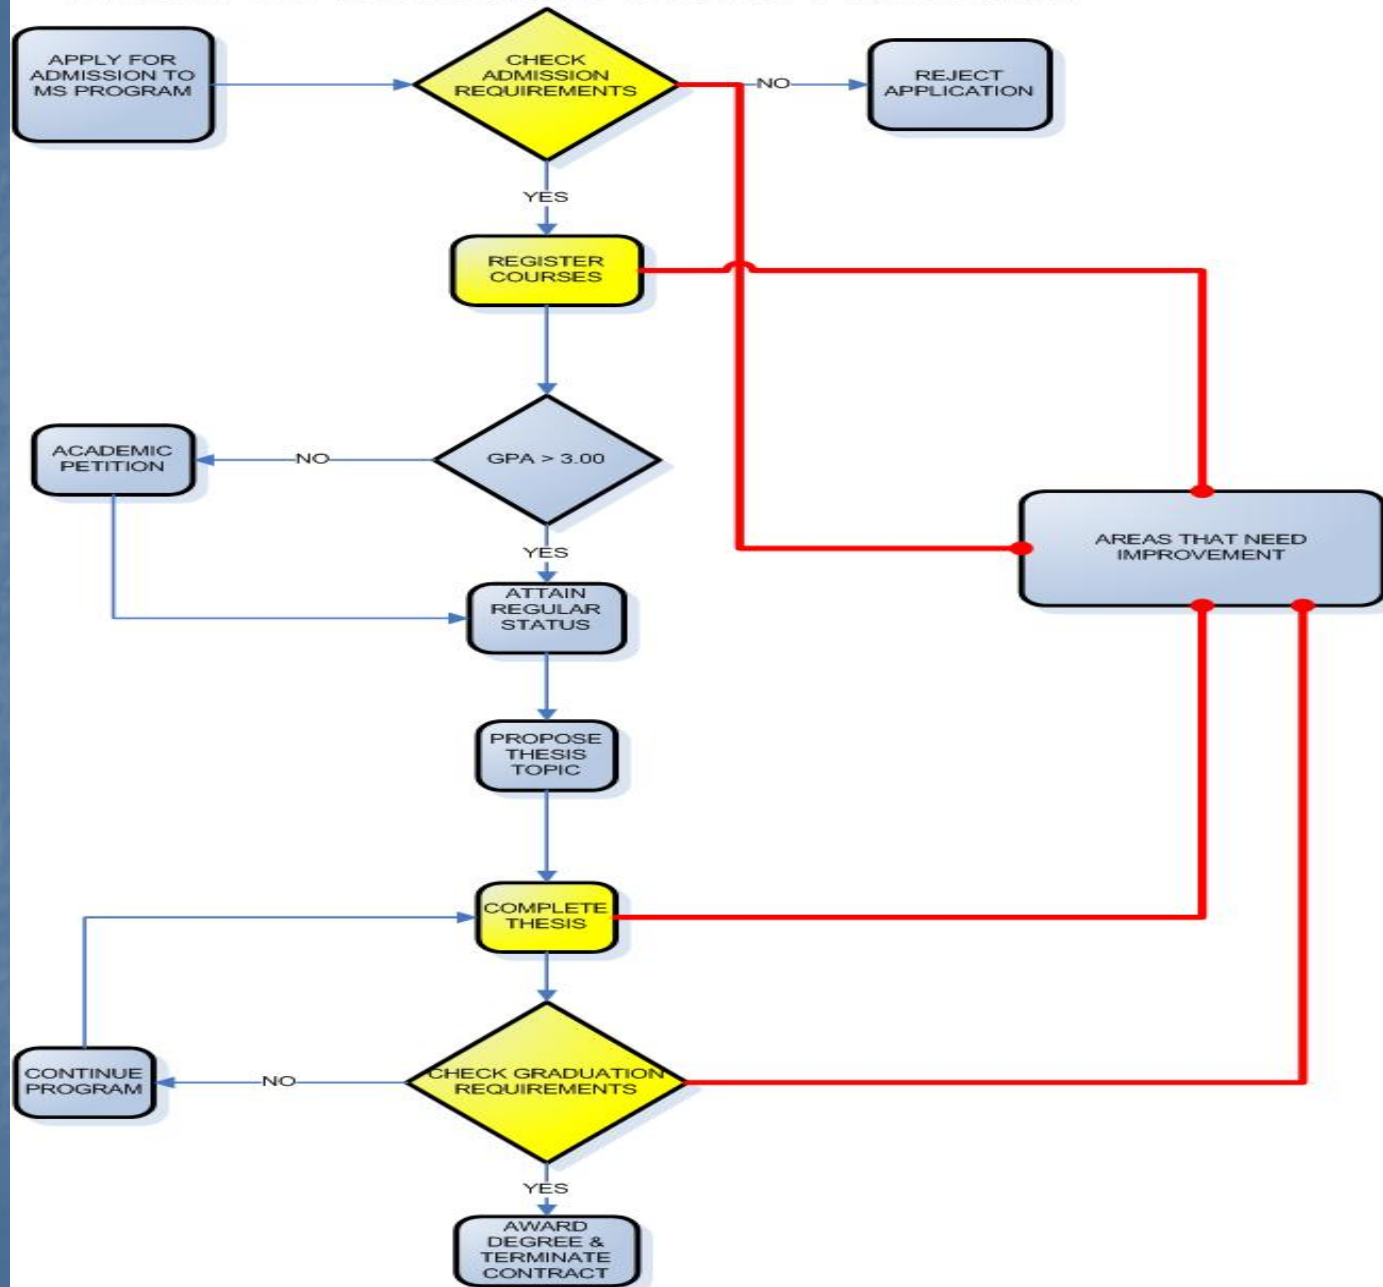 APPLY FOR
ADMISSION TO
MS PROGRAM
CHECK
ADMISSION
REQUIREMENTS
NO
REJECT
APPLICATION
YES
REGISTER
COURSES
GPA > 3.00
NO
ACADEMIC
PETITION
YES
ATTAIN
REGULAR
STATUS
AREAS THAT NEED
IMPROVEMENT
PROPOSE
THESIS
TOPIC
COMPLETE
THESIS
CHECK GRADUATION
REQUIREMENTS
NO
CONTINUE
PROGRAM
YES
AWARD
DEGREE &
TERMINATE
CONTRACT